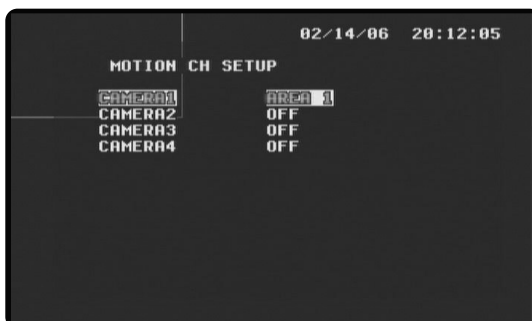 02/14/06 20:12:05
MOTION CH SETUP
CAMERA1 AREA 1
CAMERA2 OFF
CAMERA3 OFF
CAMERA4 OFF